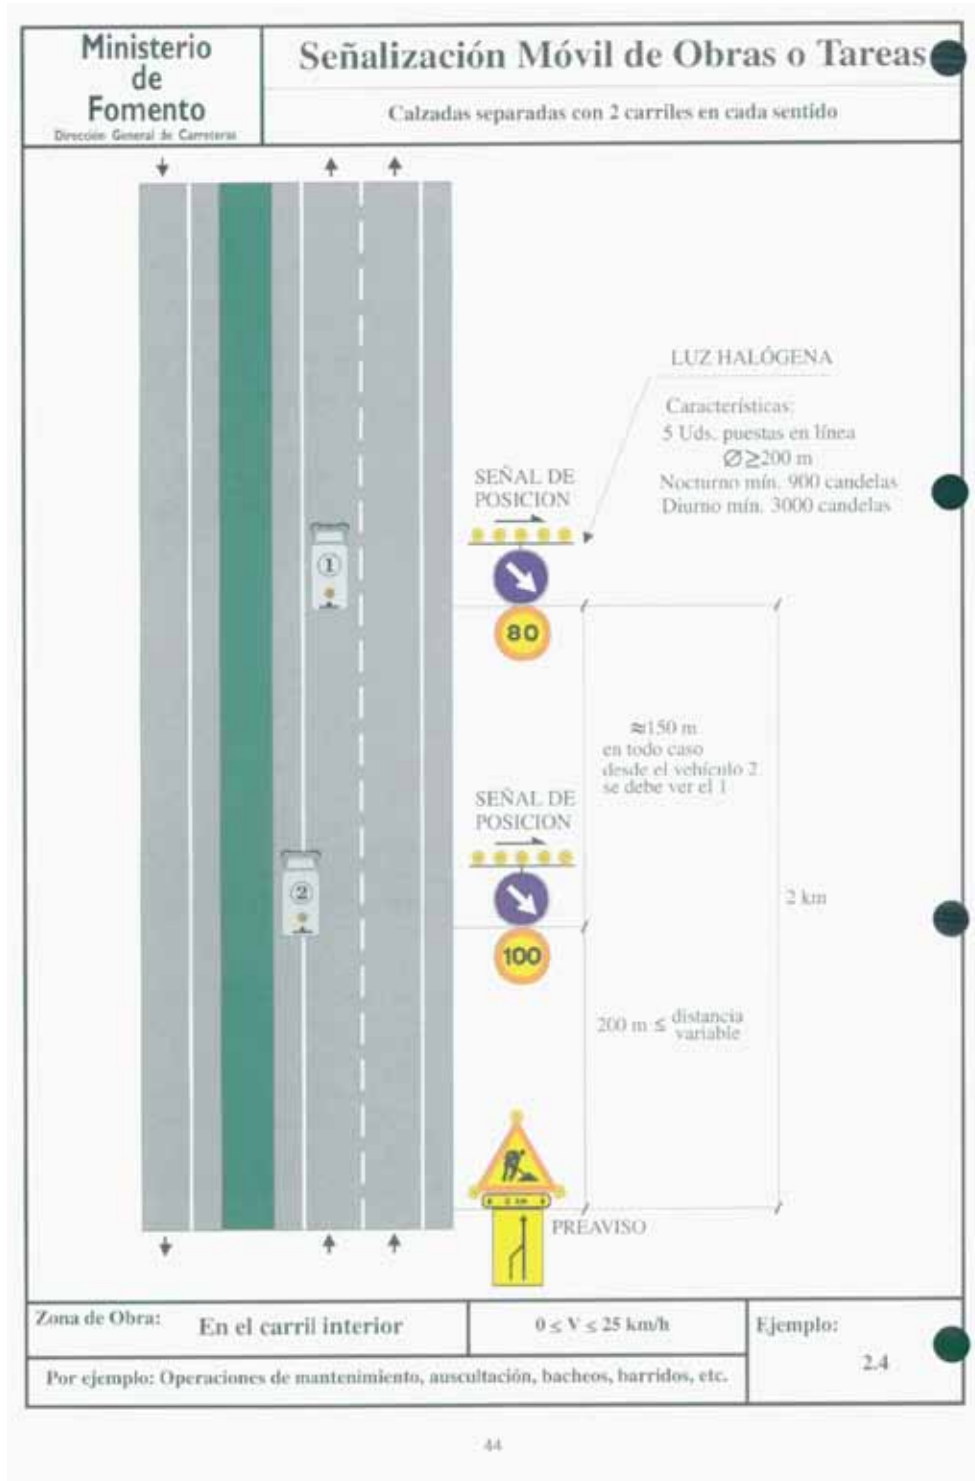 Ministerio
de
Fomento
Dirección General de Carreteras
Señalización Móvil de Obras o Tareas
Calzadas separadas con 2 carriles en cada sentido
LUZ HALÓGENA
Características:
5 Uds. puestas en línea
Ø≥200 m
Nocturno mín. 900 candelas
Diurno mín. 3000 candelas
SEÑAL DE
POSICION
1
80
≈150 m
en todo caso
desde el vehículo 2
se debe ver el 1
SEÑAL DE
POSICION
2
100
2 km
200 m ≤ distancia
variable
2 km
PREAVISO
Zona de Obra:
En el carril interior
0 ≤ V ≤ 25 km/h
Ejemplo:
2.4
Por ejemplo: Operaciones de mantenimiento, auscultación, bacheos, barridos, etc.
44